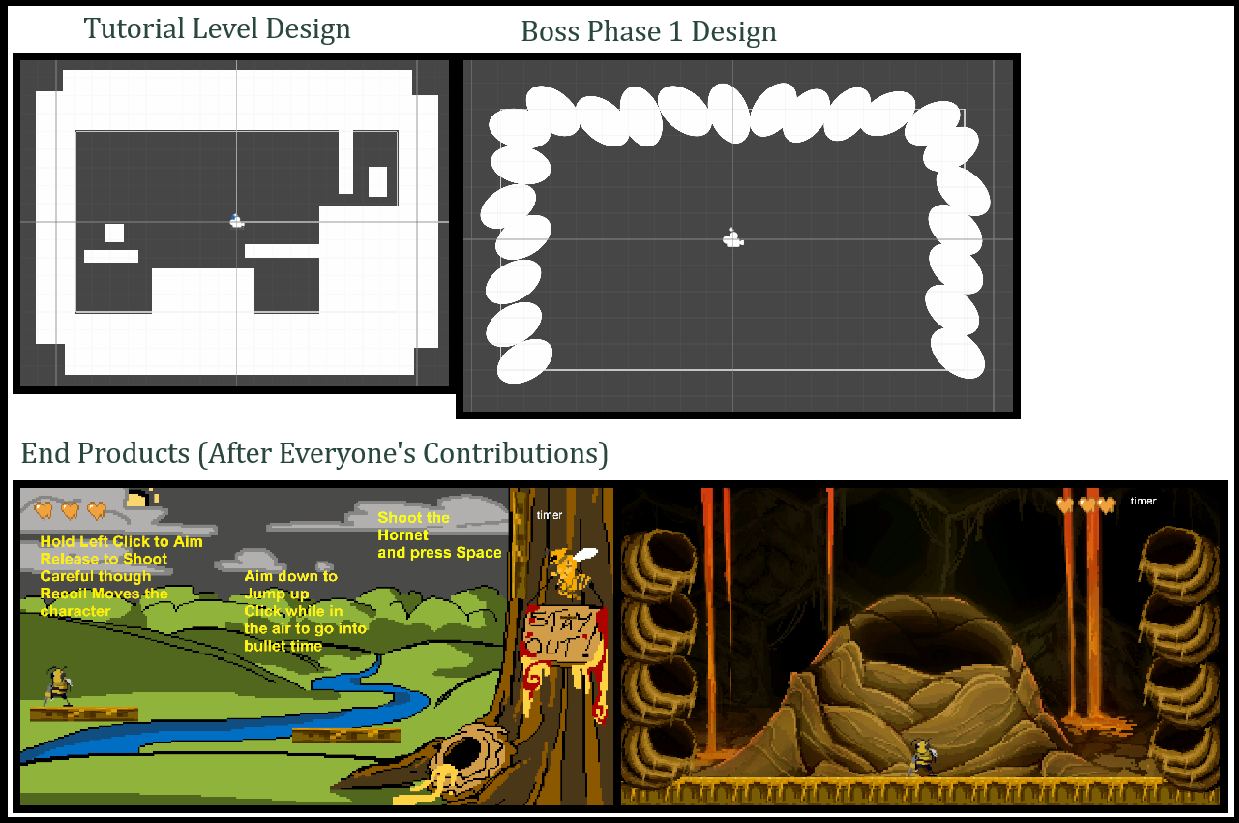 Tutorial Level Design
Boss Phase 1 Design
End Products (After Everyone's Contributions)
Hold Left Click to Aim
Release to Shoot
Careful though
Recoil Moves the
character
Aim down to
Jump up
Click while in
the air to go into
bullet time
Shoot the
Hornet
and press Space
timer
timer